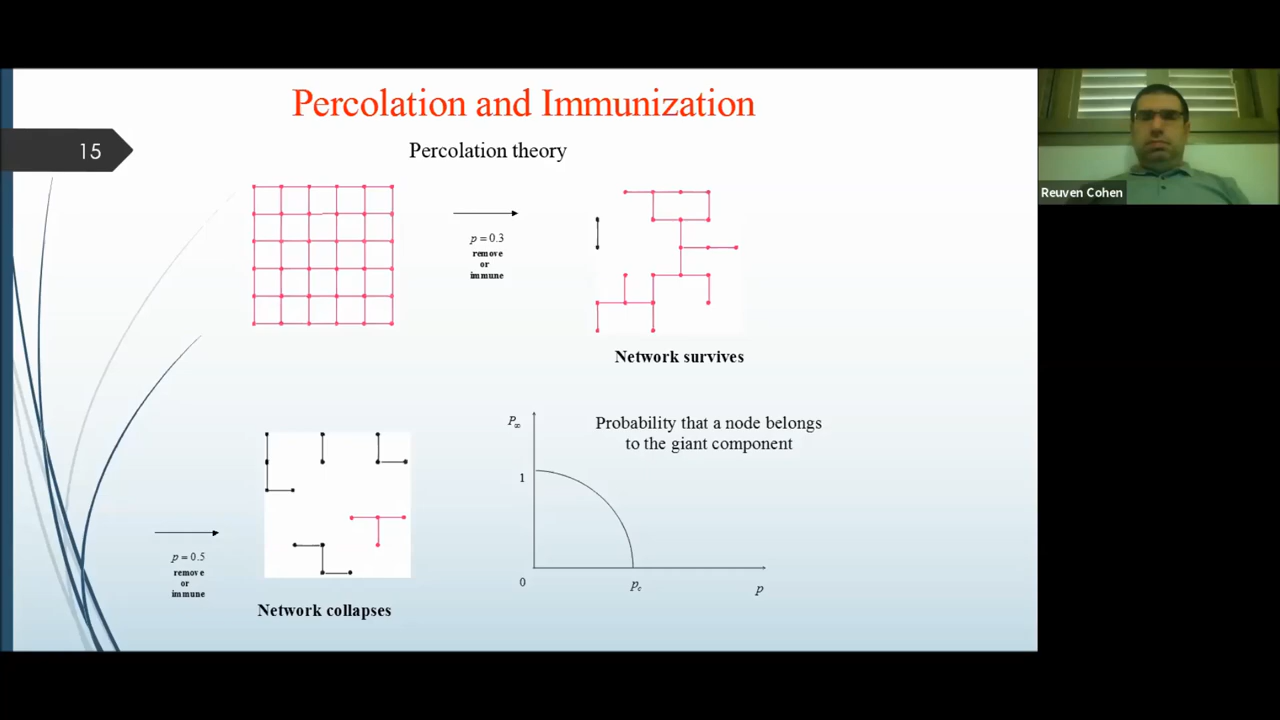 Percolation and Immunization
15
Percolation theory
p = 0.3
remove
or
immune
Network survives
p = 0.5
remove
or
immune
Network collapses
P∞
Probability that a node belongs
to the giant component
1
0
pc
p
Reuven Cohen